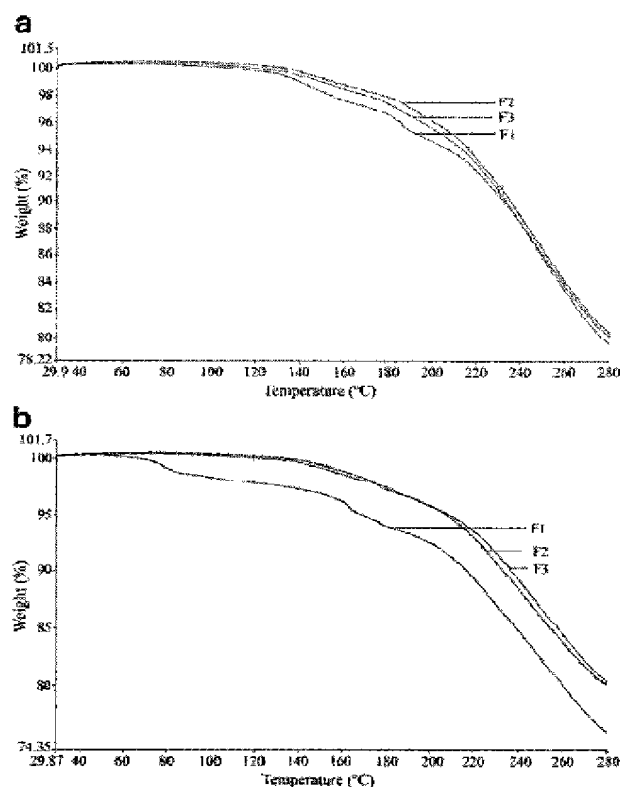 a
101.5
100
98
96
94
92
90
88
86
84
82
80
78.22
Weight (%)
F2
F3
F1
29.9 40 60 80 100 120 140 160 180 200 220 240 260 280
Temperature (°C)
b
101.7
100
95
90
85
80
74.35
Weight (%)
F1
F2
F3
29.87 40 60 80 100 120 140 160 180 200 220 240 260 280
Temperature (°C)